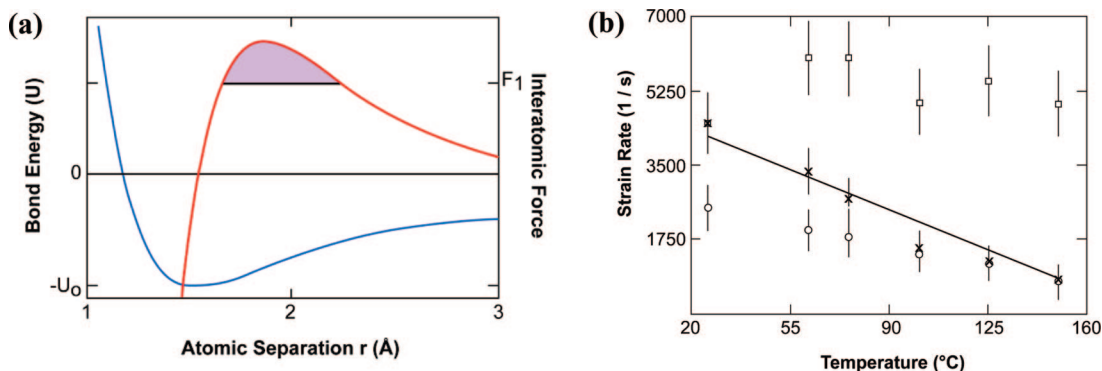 (a)
Bond Energy (U)
0
-Uo
1
2
3
Atomic Separation r (Å)
F1
Interatomic Force
(b)
Strain Rate (1 / s)
7000
5250
3500
1750
20
55
90
125
160
Temperature (°C)